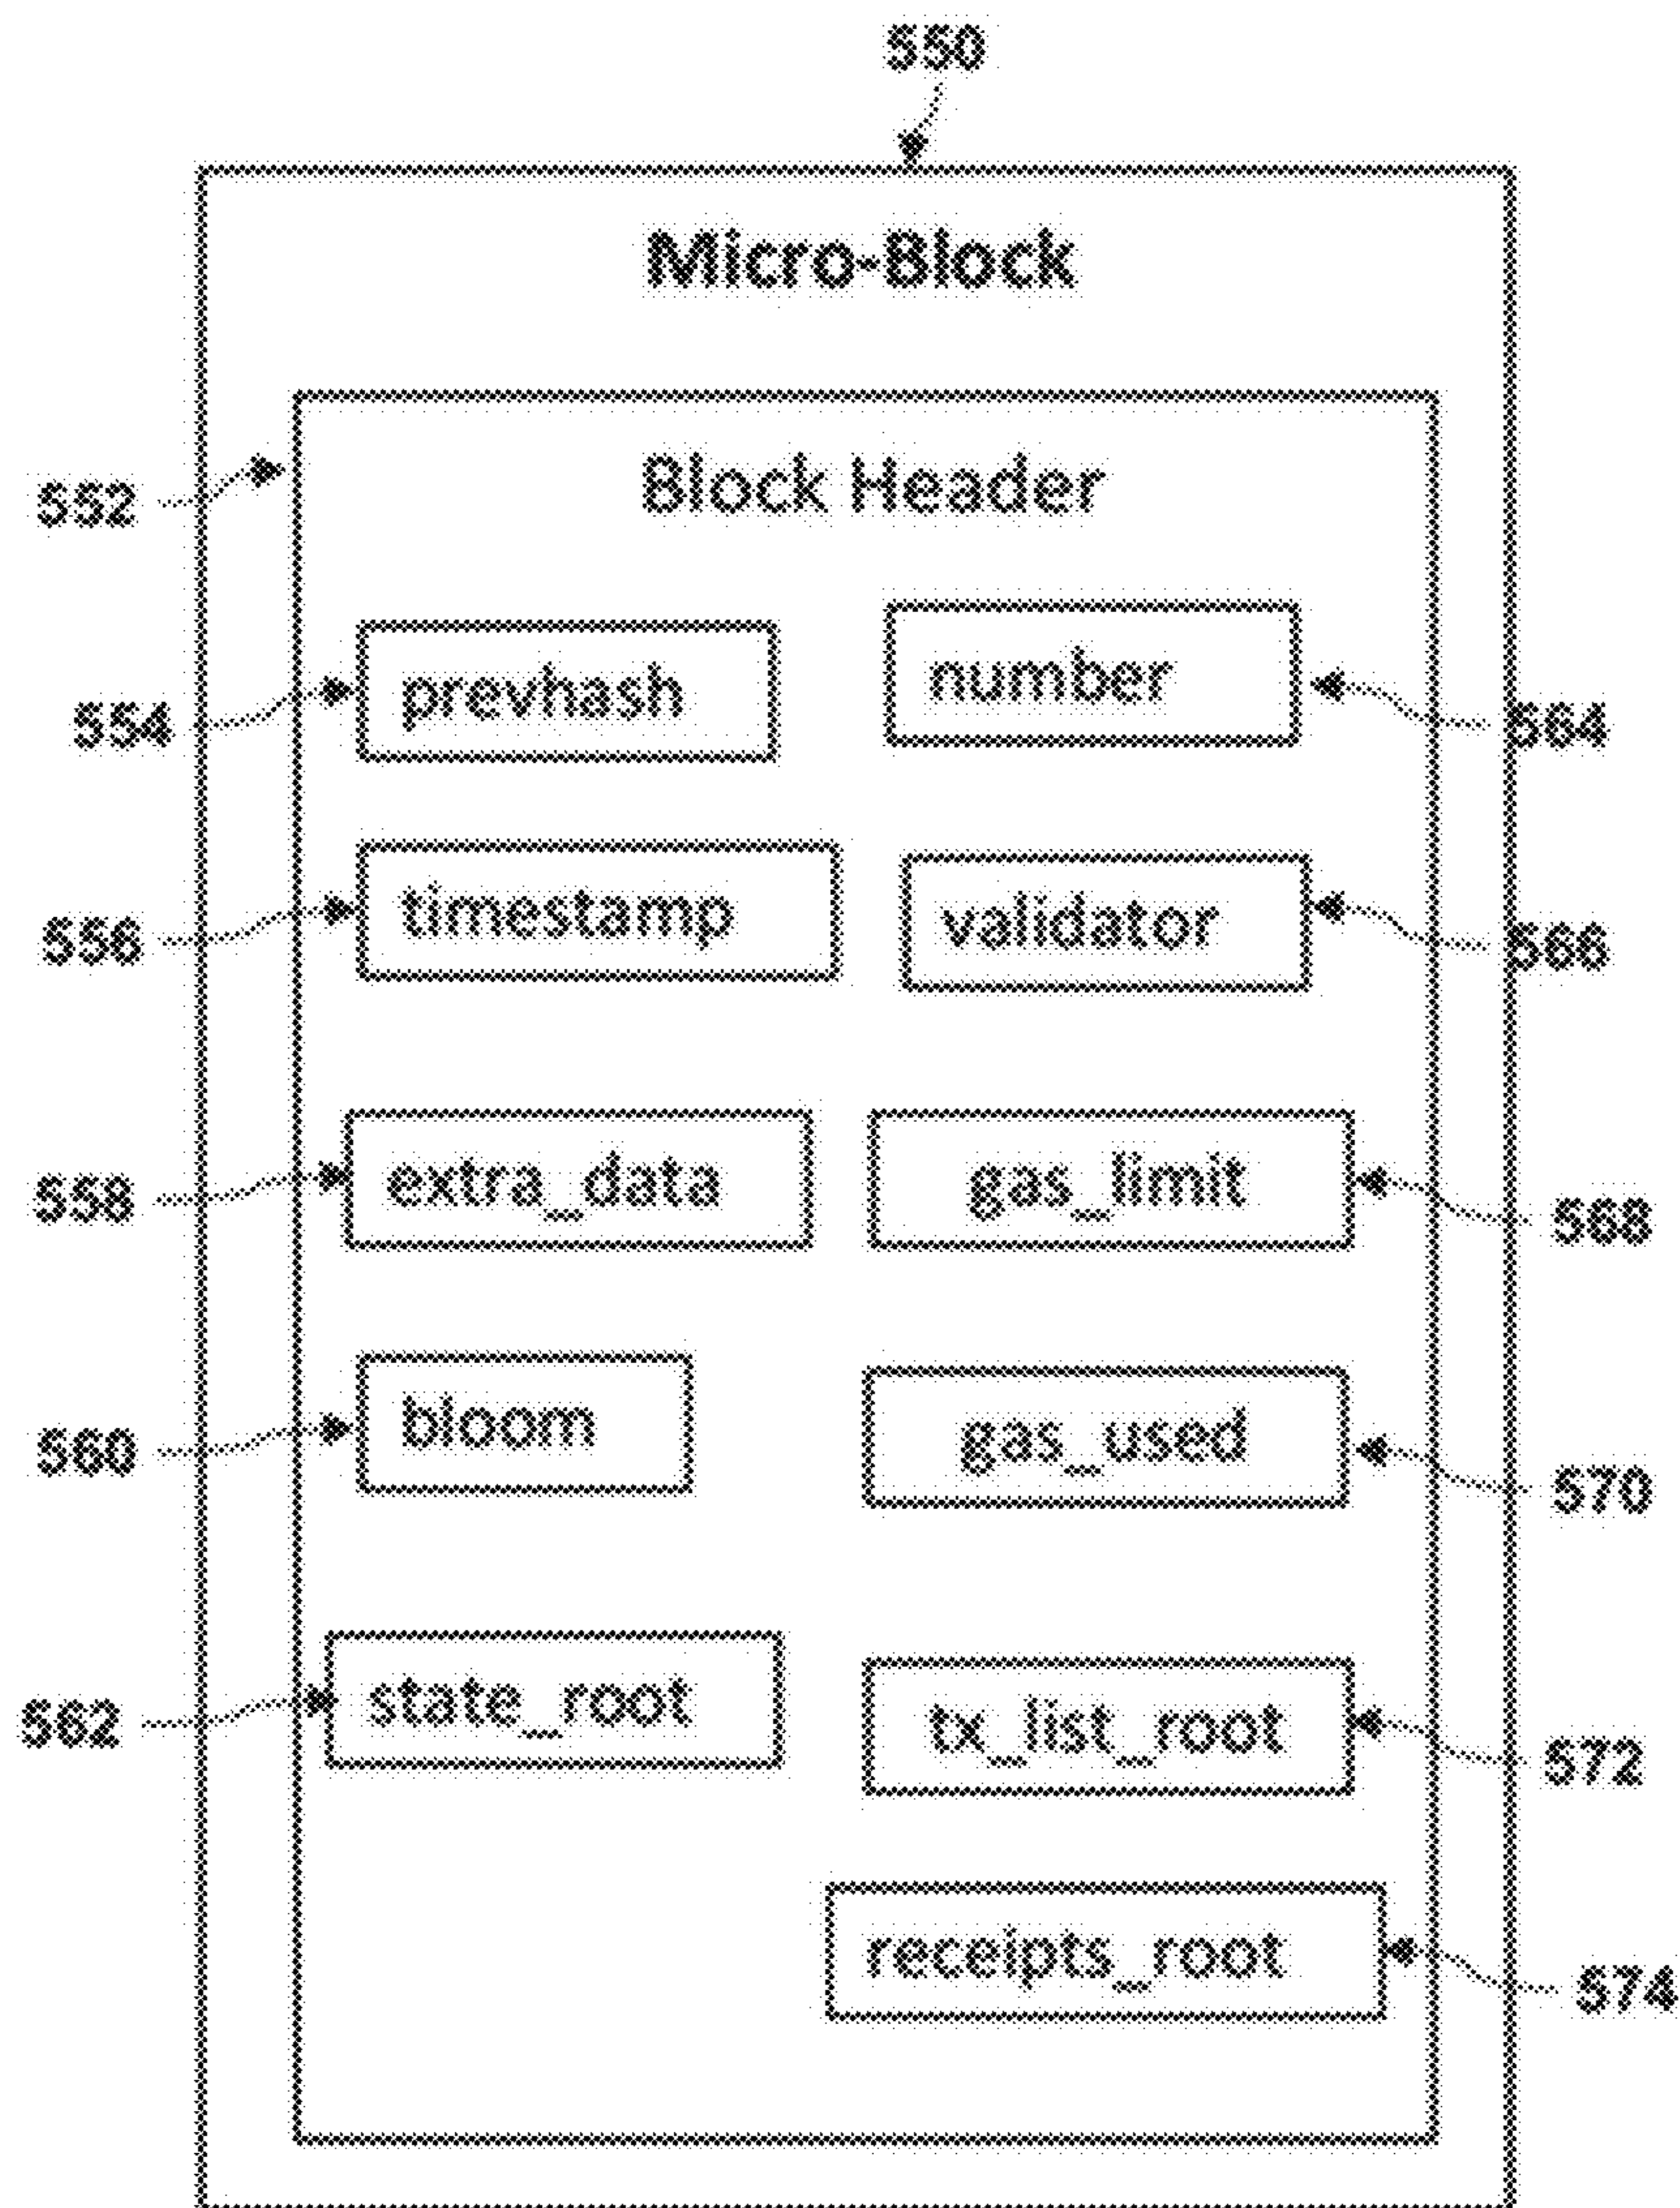 550
Micro-Block
552
Block Header
554
prevhash
number
564
556
timestamp
validator
566
558
extra_data
gas_limit
568
560
bloom
gas_used
570
562
state_root
tx_list_root
572
receipts_root
574